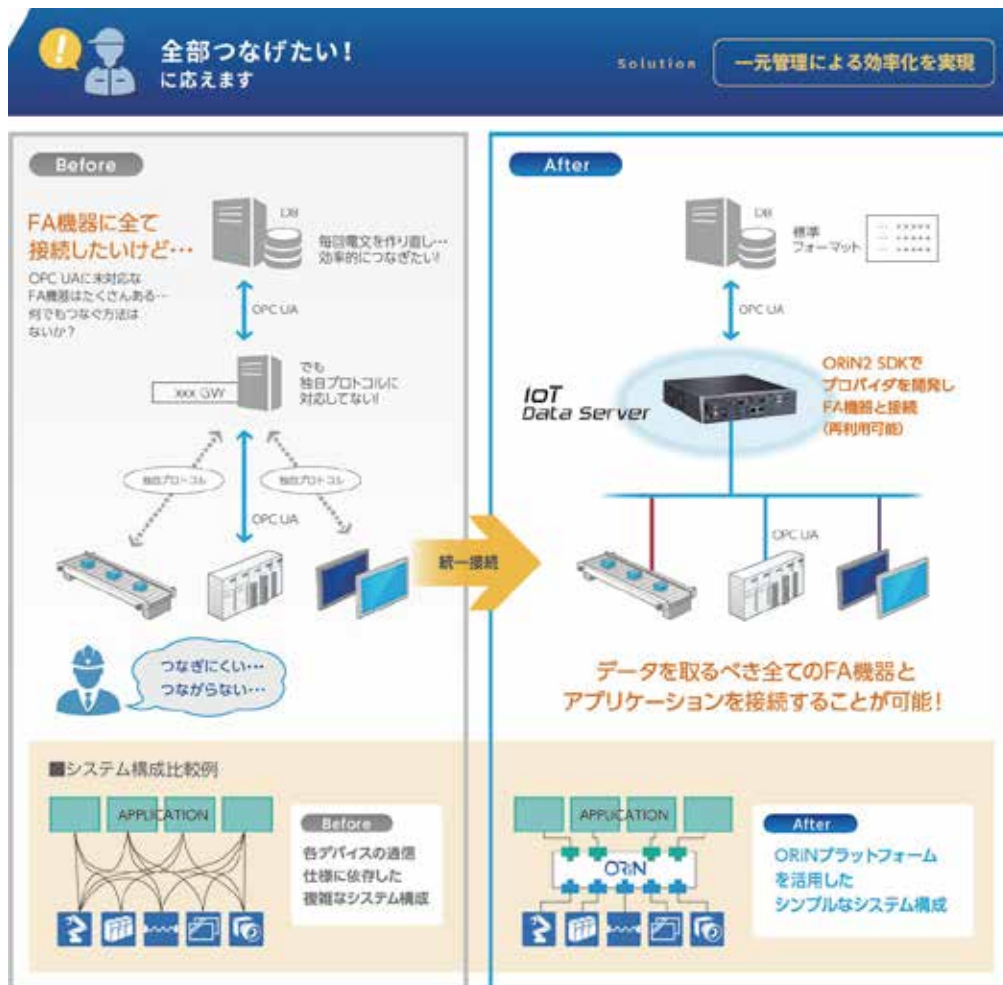 全部つなげたい！
に応えます
Solution
一元管理による効率化を実現
Before
FA機器に全て
接続したいけど…
OPC UAに未対応な
FA機器はたくさんある…
何でもつなぐ方法は
ないか？
DB
毎回電文を作り直し…
効率的につなぎたい!
OPC UA
xxx GW
でも
独自プロトコルに
対応してない!
独自プロトコル
独自プロトコル
OPC UA
つなぎにくい…
つながらない…
統一接続
After
DB
標準
フォーマット
OPC UA
IoT
Data Server
ORiN2 SDKで
プロバイダを開発し
FA機器と接続
(再利用可能)
OPC UA
データを取るべき全てのFA機器と
アプリケーションを接続することが可能！
■システム構成比較例
APPLICATION
Before
各デバイスの通信
仕様に依存した
複雑なシステム構成
APPLICATION
ORiN
After
ORiNプラットフォーム
を活用した
シンプルなシステム構成